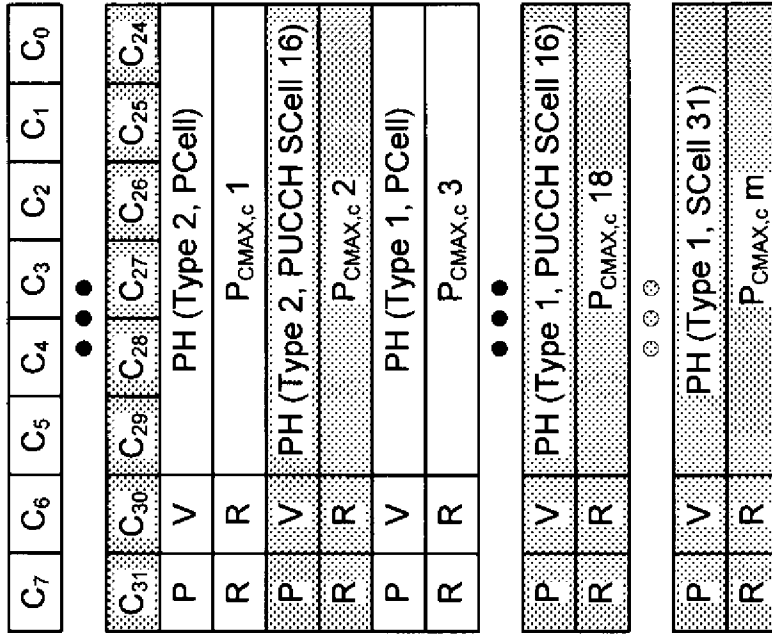 C7 C6 C5 C4 C3 C2 C1 C0
C31 C30 C29 C28 C27 C26 C25 C24
P V PH (Type 2, PCell)
R R PCMAX,c 1
P V PH (Type 2, PUCCH SCell 16)
R R PCMAX,c 2
P V PH (Type 1, PCell)
R R PCMAX,c 3
P V PH (Type 1, PUCCH SCell 16)
R R PCMAX,c 18
P V PH (Type 1, SCell 31)
R R PCMAX,c m